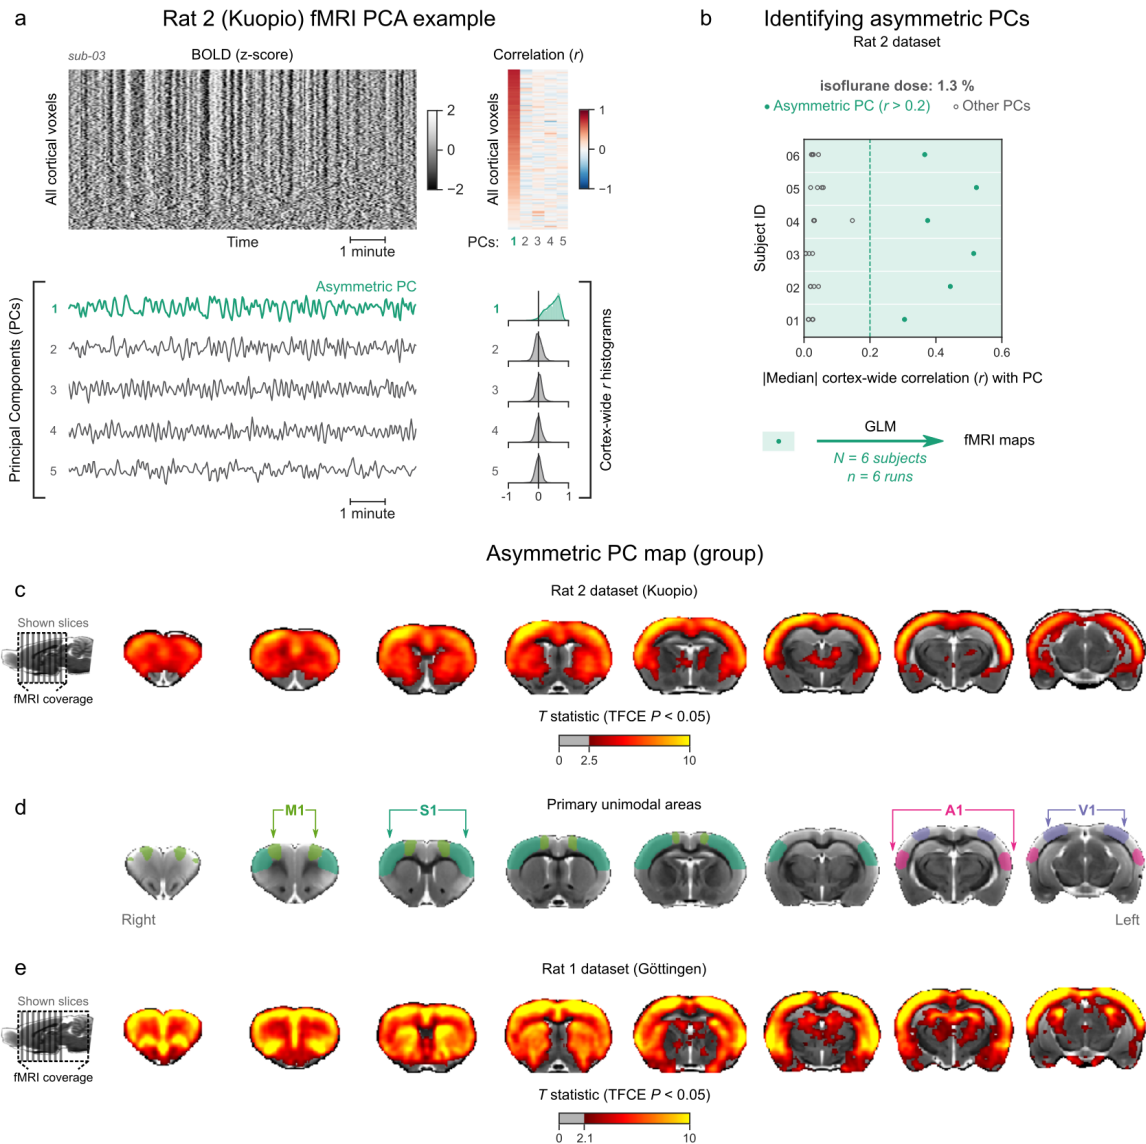 a
Rat 2 (Kuopio) fMRI PCA example
sub-03
BOLD (z-score)
Correlation (r)
All cortical voxels
2
0
−2
All cortical voxels
1
0
−1
Time
1 minute
PCs: 1 2 3 4 5
Principal Components (PCs)
Asymmetric PC
1
2
3
4
5
1 minute
1
2
3
4
5
-1 0 1
Cortex-wide r histograms
b
Identifying asymmetric PCs
Rat 2 dataset
isoflurane dose: 1.3 %
Asymmetric PC (r > 0.2)
Other PCs
Subject ID
06
05
04
03
02
01
0.0 0.2 0.4 0.6
|Median| cortex-wide correlation (r) with PC
GLM
fMRI maps
N = 6 subjects
n = 6 runs
Asymmetric PC map (group)
c
Rat 2 dataset (Kuopio)
Shown slices
fMRI coverage
T statistic (TFCE P < 0.05)
0 2.5 10
d
Primary unimodal areas
M1
S1
A1
V1
Right
Left
e
Rat 1 dataset (Göttingen)
Shown slices
fMRI coverage
T statistic (TFCE P < 0.05)
0 2.1 10